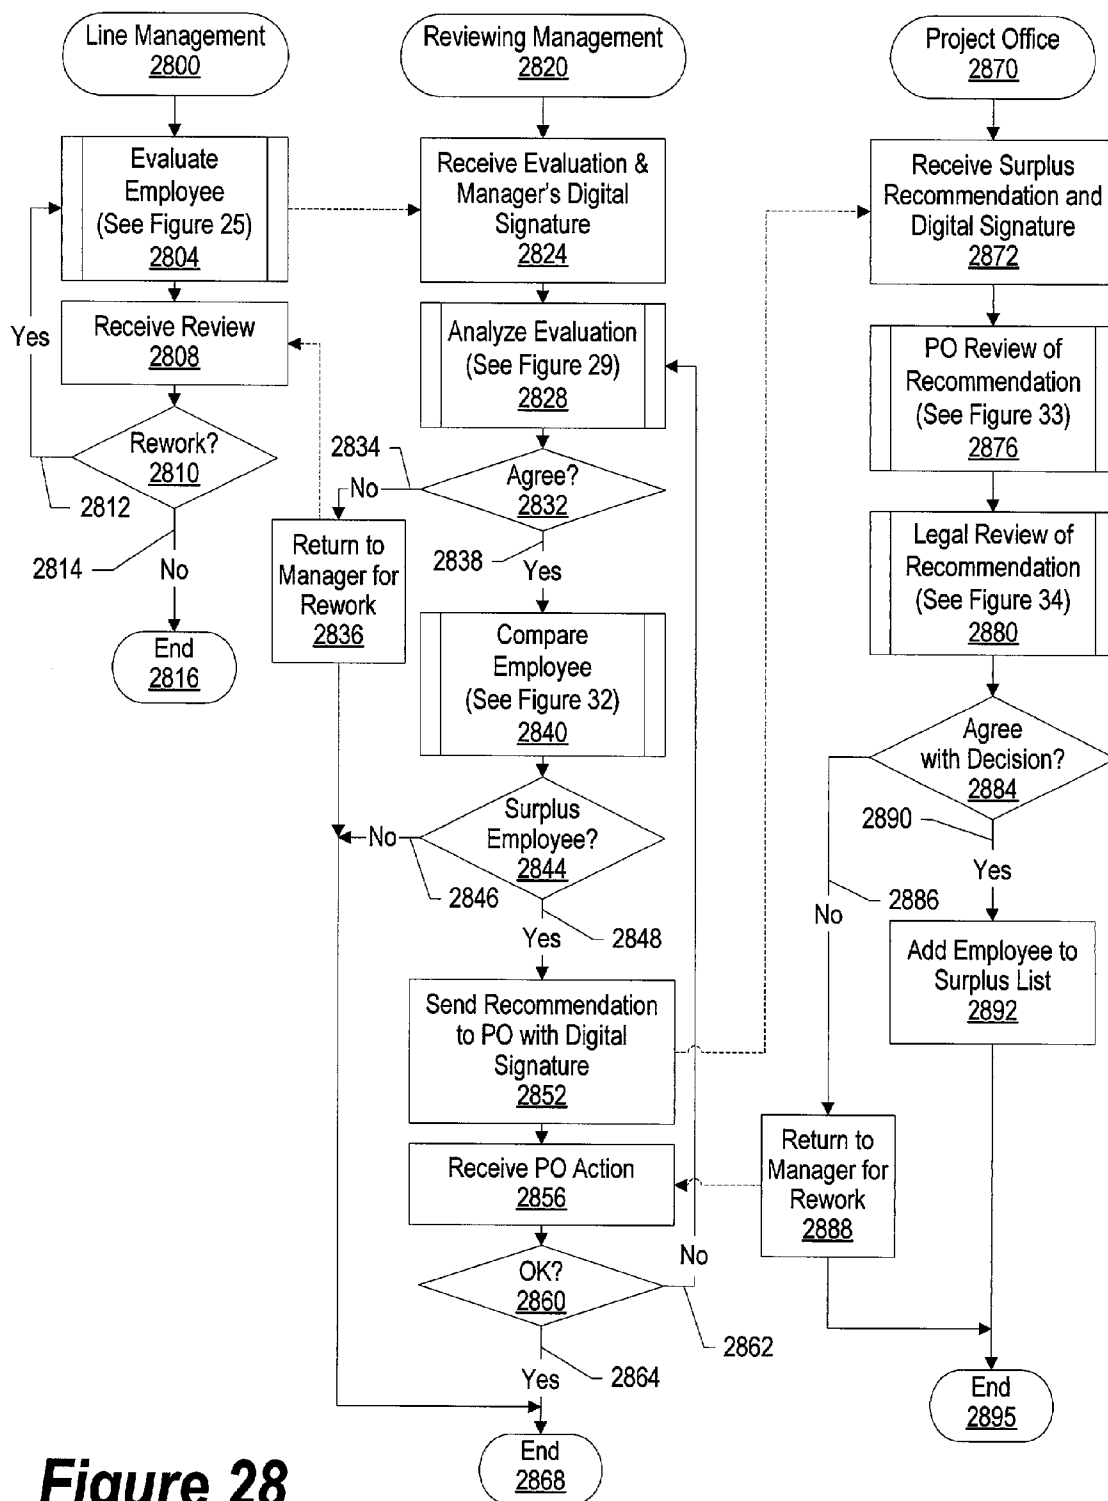 Line Management
2800
Evaluate
Employee
(See Figure 25)
2804
Yes
Receive Review
2808
Rework?
2810
2812
2814
No
End
2816
Reviewing Management
2820
Receive Evaluation &
Manager's Digital
Signature
2824
Analyze Evaluation
(See Figure 29)
2828
2834
Agree?
2832
No
Return to
Manager for
Rework
2836
2838
Yes
Compare
Employee
(See Figure 32)
2840
Surplus
Employee?
2844
No
2846
2848
Yes
Send Recommendation
to PO with Digital
Signature
2852
Receive PO Action
2856
OK?
2860
No
2862
2864
Yes
End
2868
Project Office
2870
Receive Surplus
Recommendation and
Digital Signature
2872
PO Review of
Recommendation
(See Figure 33)
2876
Legal Review of
Recommendation
(See Figure 34)
2880
Agree
with Decision?
2884
2890
Yes
2886
No
Add Employee to
Surplus List
2892
Return to
Manager for
Rework
2888
End
2895
Figure 28